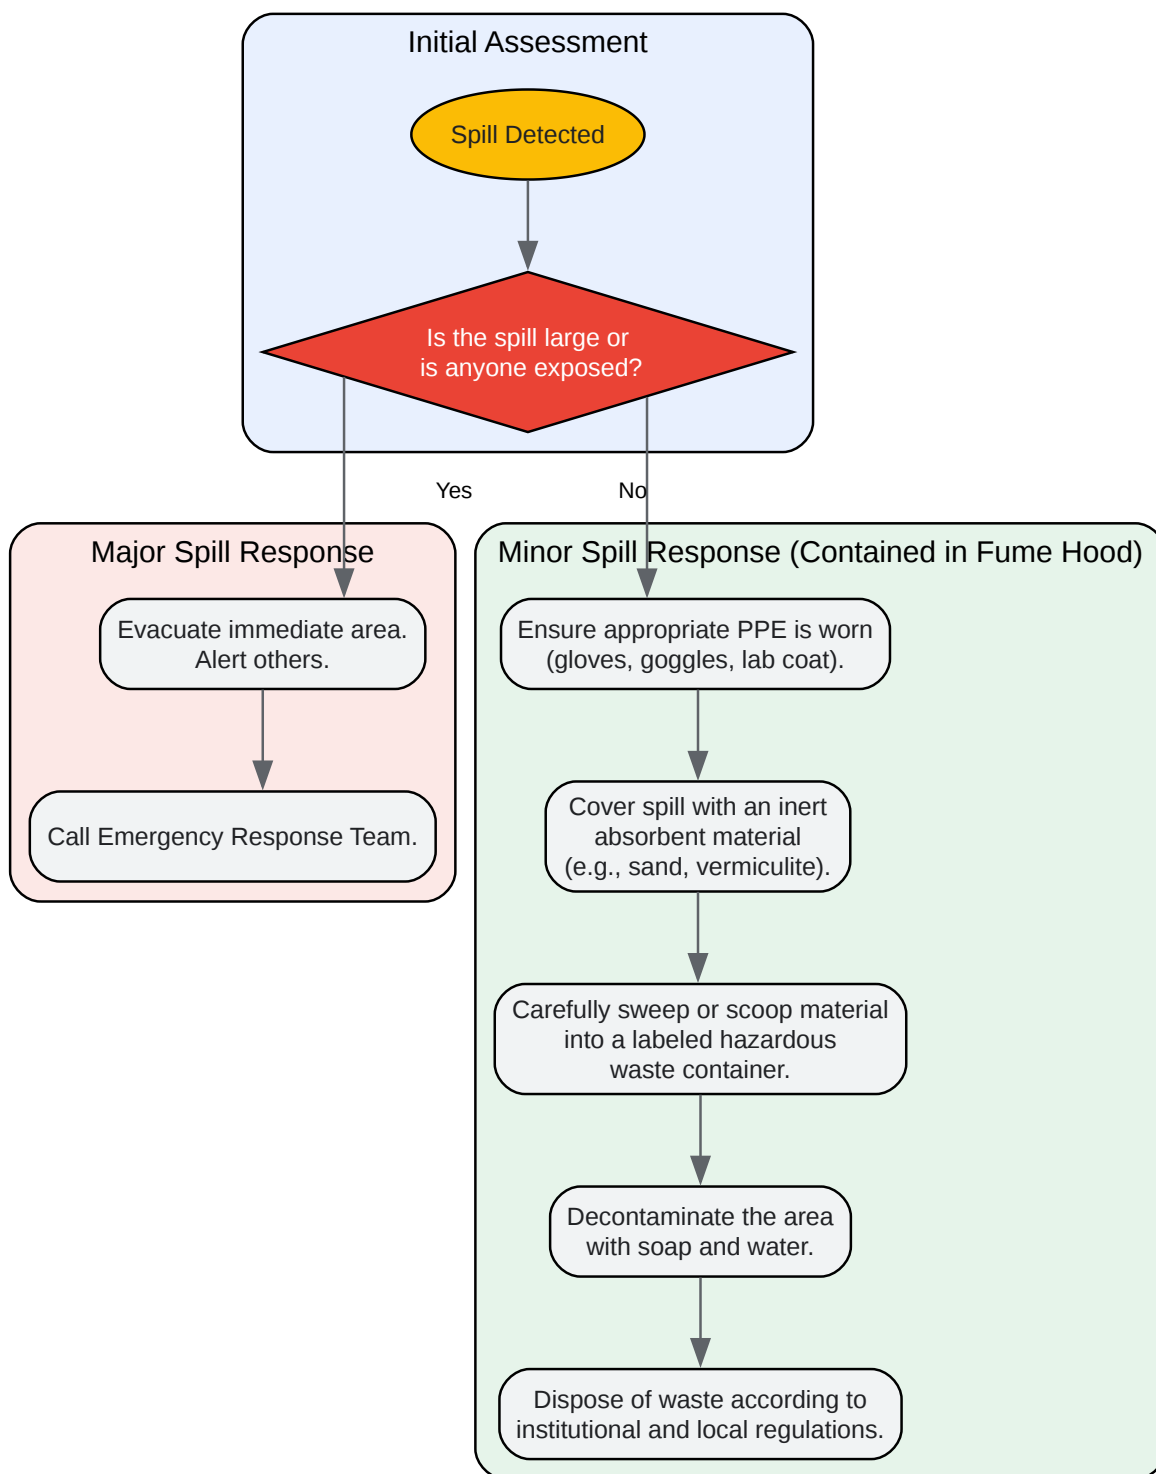 Initial Assessment
Spill Detected
Is the spill large or
is anyone exposed?
Yes
No
Major Spill Response
Evacuate immediate area.
Alert others.
Call Emergency Response Team.
Minor Spill Response (Contained in Fume Hood)
Ensure appropriate PPE is worn
(gloves, goggles, lab coat).
Cover spill with an inert
absorbent material
(e.g., sand, vermiculite).
Carefully sweep or scoop material
into a labeled hazardous
waste container.
Decontaminate the area
with soap and water.
Dispose of waste according to
institutional and local regulations.